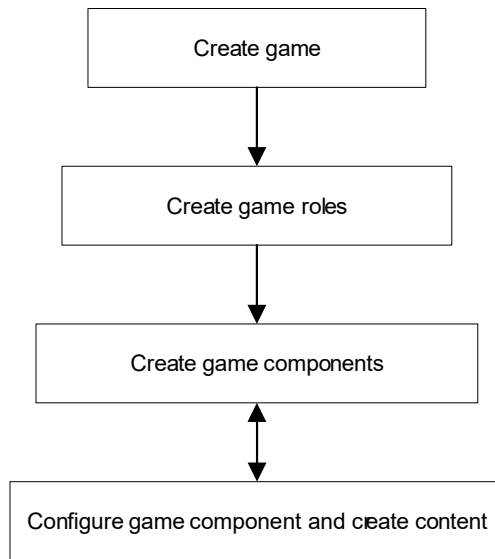 Create game
Create game roles
Create game components
Configure game component and create content